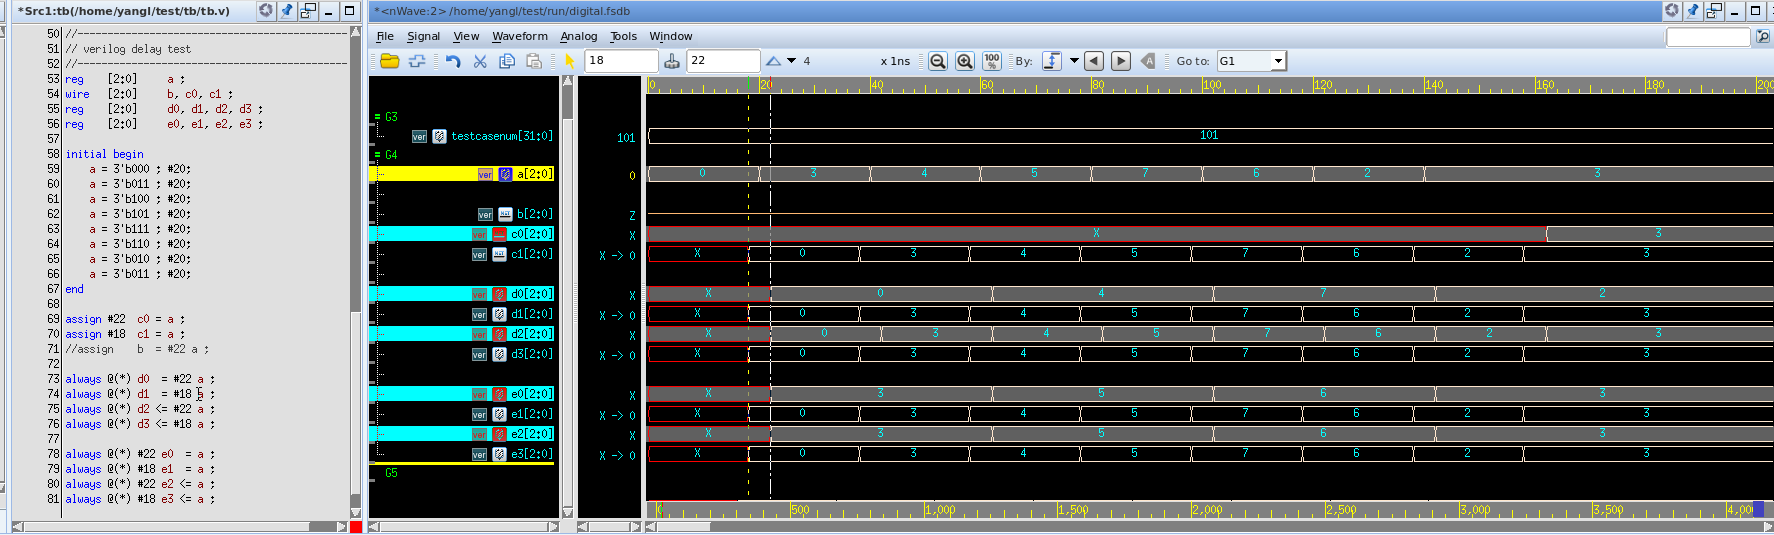 *Src1:tb(/home/yangl/test/tb/tb.v)
50 //--------------------------------------------
51 // verilog delay test
52 //--------------------------------------------
53 reg [2:0] a ;
54 wire [2:0] b, c0, c1 ;
55 reg [2:0] d0, d1, d2, d3 ;
56 reg [2:0] e0, e1, e2, e3 ;
57
58 initial begin
59 a = 3'b000 ; #20;
60 a = 3'b011 ; #20;
61 a = 3'b100 ; #20;
62 a = 3'b101 ; #20;
63 a = 3'b111 ; #20;
64 a = 3'b110 ; #20;
65 a = 3'b010 ; #20;
66 a = 3'b011 ; #20;
67 end
68
69 assign #22 c0 = a ;
70 assign #18 c1 = a ;
71 //assign b = #22 a ;
72
73 always @(*) d0 = #22 a ;
74 always @(*) d1 = #18 a ;
75 always @(*) d2 <= #22 a ;
76 always @(*) d3 <= #18 a ;
77
78 always @(*) #22 e0 = a ;
79 always @(*) #18 e1 = a ;
80 always @(*) #22 e2 <= a ;
81 always @(*) #18 e3 <= a ;
*<nWave:2> /home/yangl/test/run/digital.fsdb
File Signal View Waveform Analog Tools Window
18 22 4 x 1ns 100% By: Go to: G1
0 20 40 60 80 100 120 140 160 200
G3
ver testcasenum[31:0] 101 101
G4
ver a[2:0] 0 0 3 4 5 7 6 2 3
ver b[2:0] Z
ver c0[2:0] X X 3
ver c1[2:0] X -> 0 X 0 3 4 5 7 6 2 3
ver d0[2:0] X X 0 4 7 2
ver d1[2:0] X -> 0 X 0 3 4 5 7 6 2 3
ver d2[2:0] X X 0 3 4 5 7 6 2 3
ver d3[2:0] X -> 0 X 0 3 4 5 7 6 2 3
ver e0[2:0] X X 3 5 6 3
ver e1[2:0] X -> 0 X 0 3 4 5 7 6 2 3
ver e2[2:0] X X 3 5 6 3
ver e3[2:0] X -> 0 X 0 3 4 5 7 6 2 3
G5
0 500 1,000 1,500 2,000 2,500 3,000 3,500 4,000